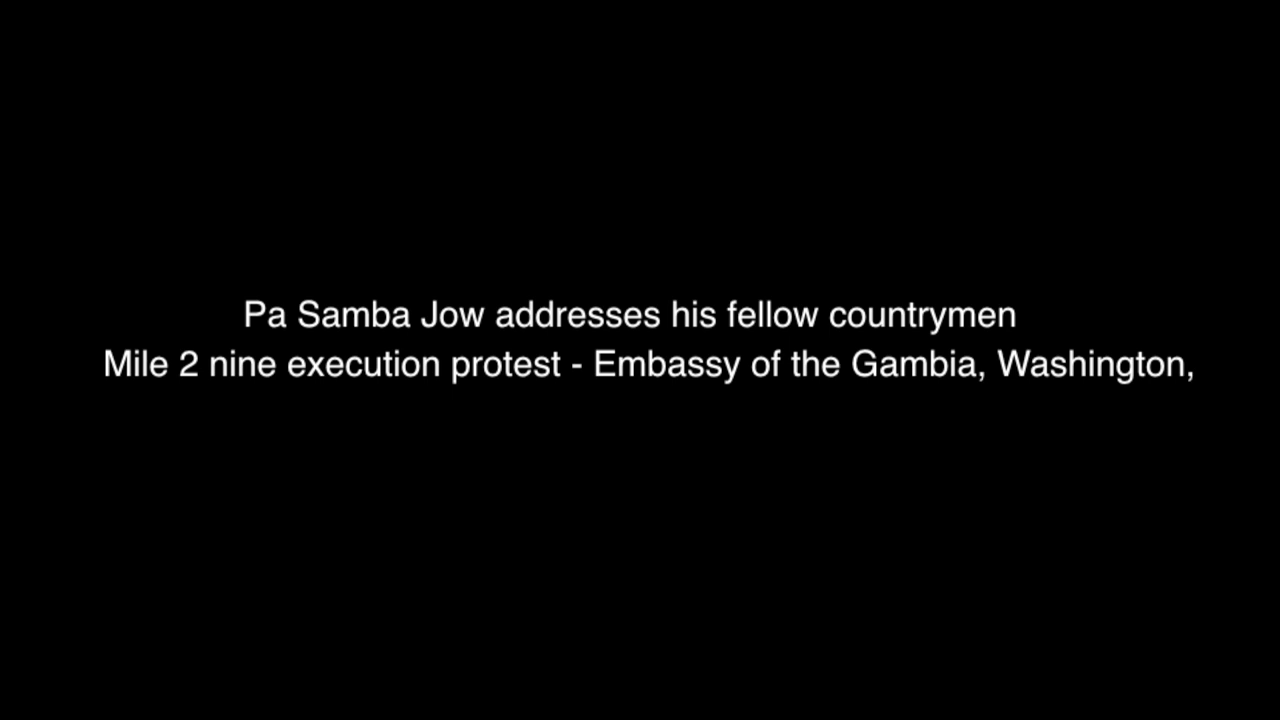 Pa Samba Jow addresses his fellow countrymen
Mile 2 nine execution protest - Embassy of the Gambia, Washington,